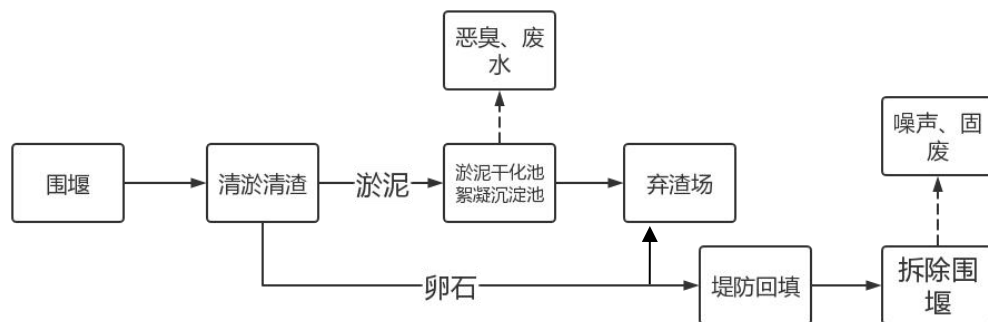 恶臭、废
水
噪声、固
废
围堰
清淤清渣
淤泥
淤泥干化池
絮凝沉淀池
弃渣场
卵石
堤防回填
拆除围
堰